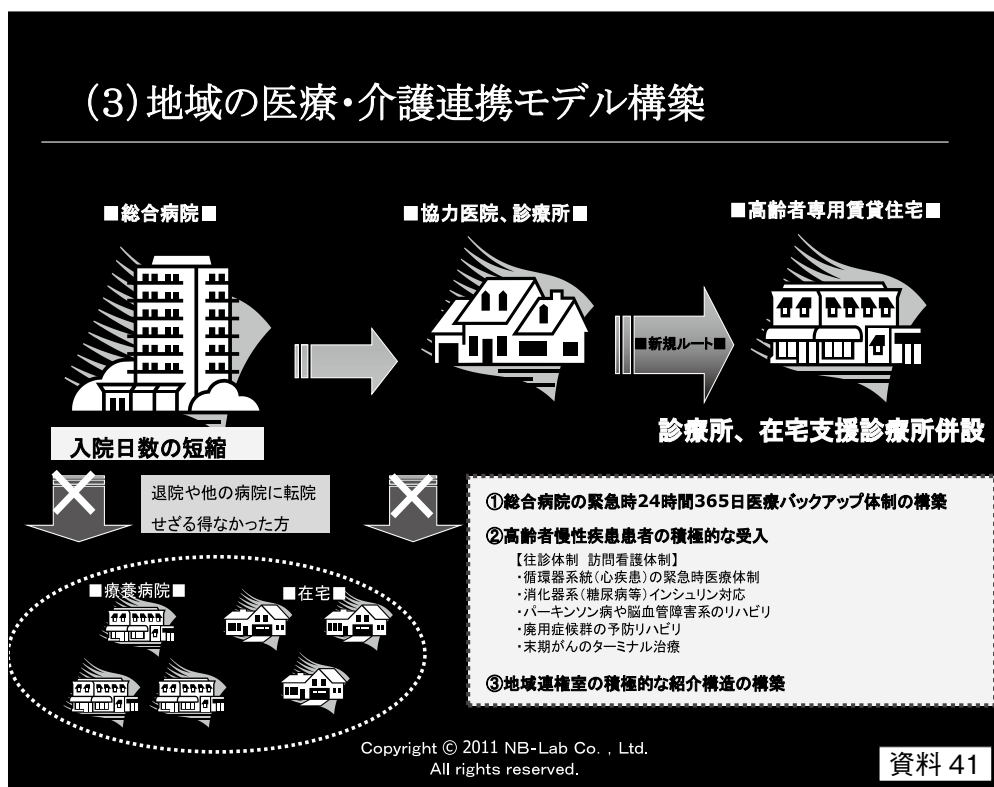 (3)地域の医療・介護連携モデル構築
■総合病院■
■協力医院、診療所■
■高齢者専用賃貸住宅■
■新規ルート■
入院日数の短縮
診療所、在宅支援診療所併設
退院や他の病院に転院
せざる得なかった方
■療養病院■
■在宅■
①総合病院の緊急時24時間365日医療バックアップ体制の構築
②高齢者慢性疾患患者の積極的な受入
【往診体制 訪問看護体制】
・循環器系統(心疾患)の緊急時医療体制
・消化器系(糖尿病等)インシュリン対応
・パーキンソン病や脳血管障害系のリハビリ
・廃用症候群の予防リハビリ
・末期がんのターミナル治療
③地域連権室の積極的な紹介構造の構築
Copyright © 2011 NB-Lab Co. , Ltd.
All rights reserved.
資料 41